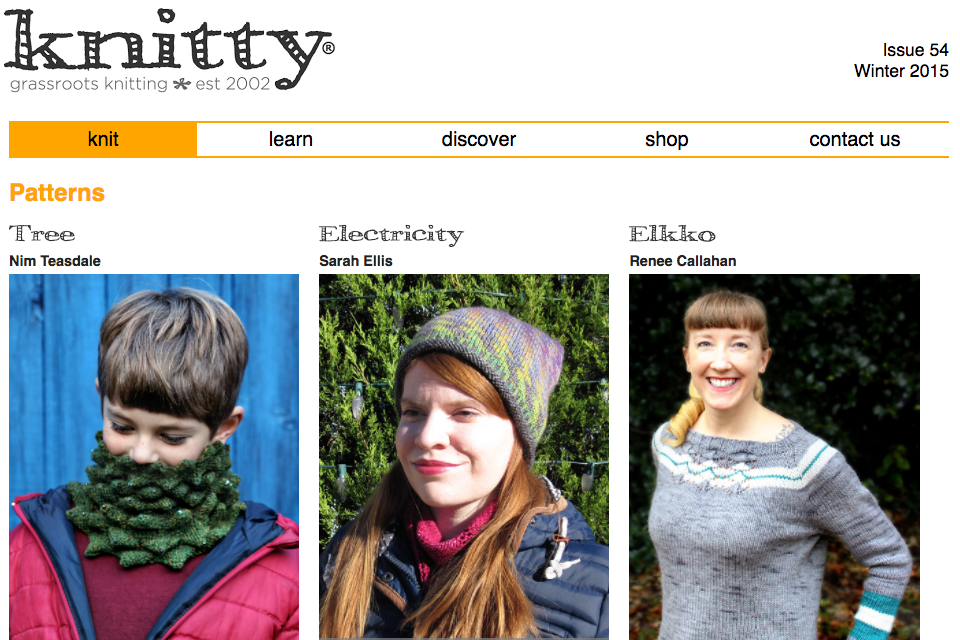 knitty®
grassroots knitting * est 2002
Issue 54
Winter 2015
knit
learn
discover
shop
contact us
Patterns
Tree
Nim Teasdale
Electricity
Sarah Ellis
Elkko
Renee Callahan